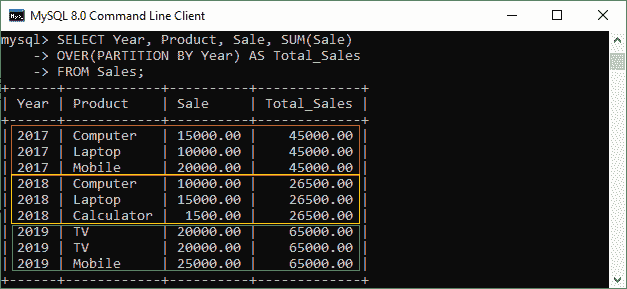 MySQL 8.0 Command Line Client
mysql> SELECT Year, Product, Sale, SUM(Sale)
    -> OVER(PARTITION BY Year) AS Total_Sales
    -> FROM Sales;
+------+------------+----------+-------------+
| Year | Product    | Sale     | Total_Sales |
+------+------------+----------+-------------+
| 2017 | Computer   | 15000.00 |    45000.00 |
| 2017 | Laptop     | 10000.00 |    45000.00 |
| 2017 | Mobile     | 20000.00 |    45000.00 |
| 2018 | Computer   | 10000.00 |    26500.00 |
| 2018 | Laptop     | 15000.00 |    26500.00 |
| 2018 | Calculator |  1500.00 |    26500.00 |
| 2019 | TV         | 20000.00 |    65000.00 |
| 2019 | TV         | 20000.00 |    65000.00 |
| 2019 | Mobile     | 25000.00 |    65000.00 |
+------+------------+----------+-------------+